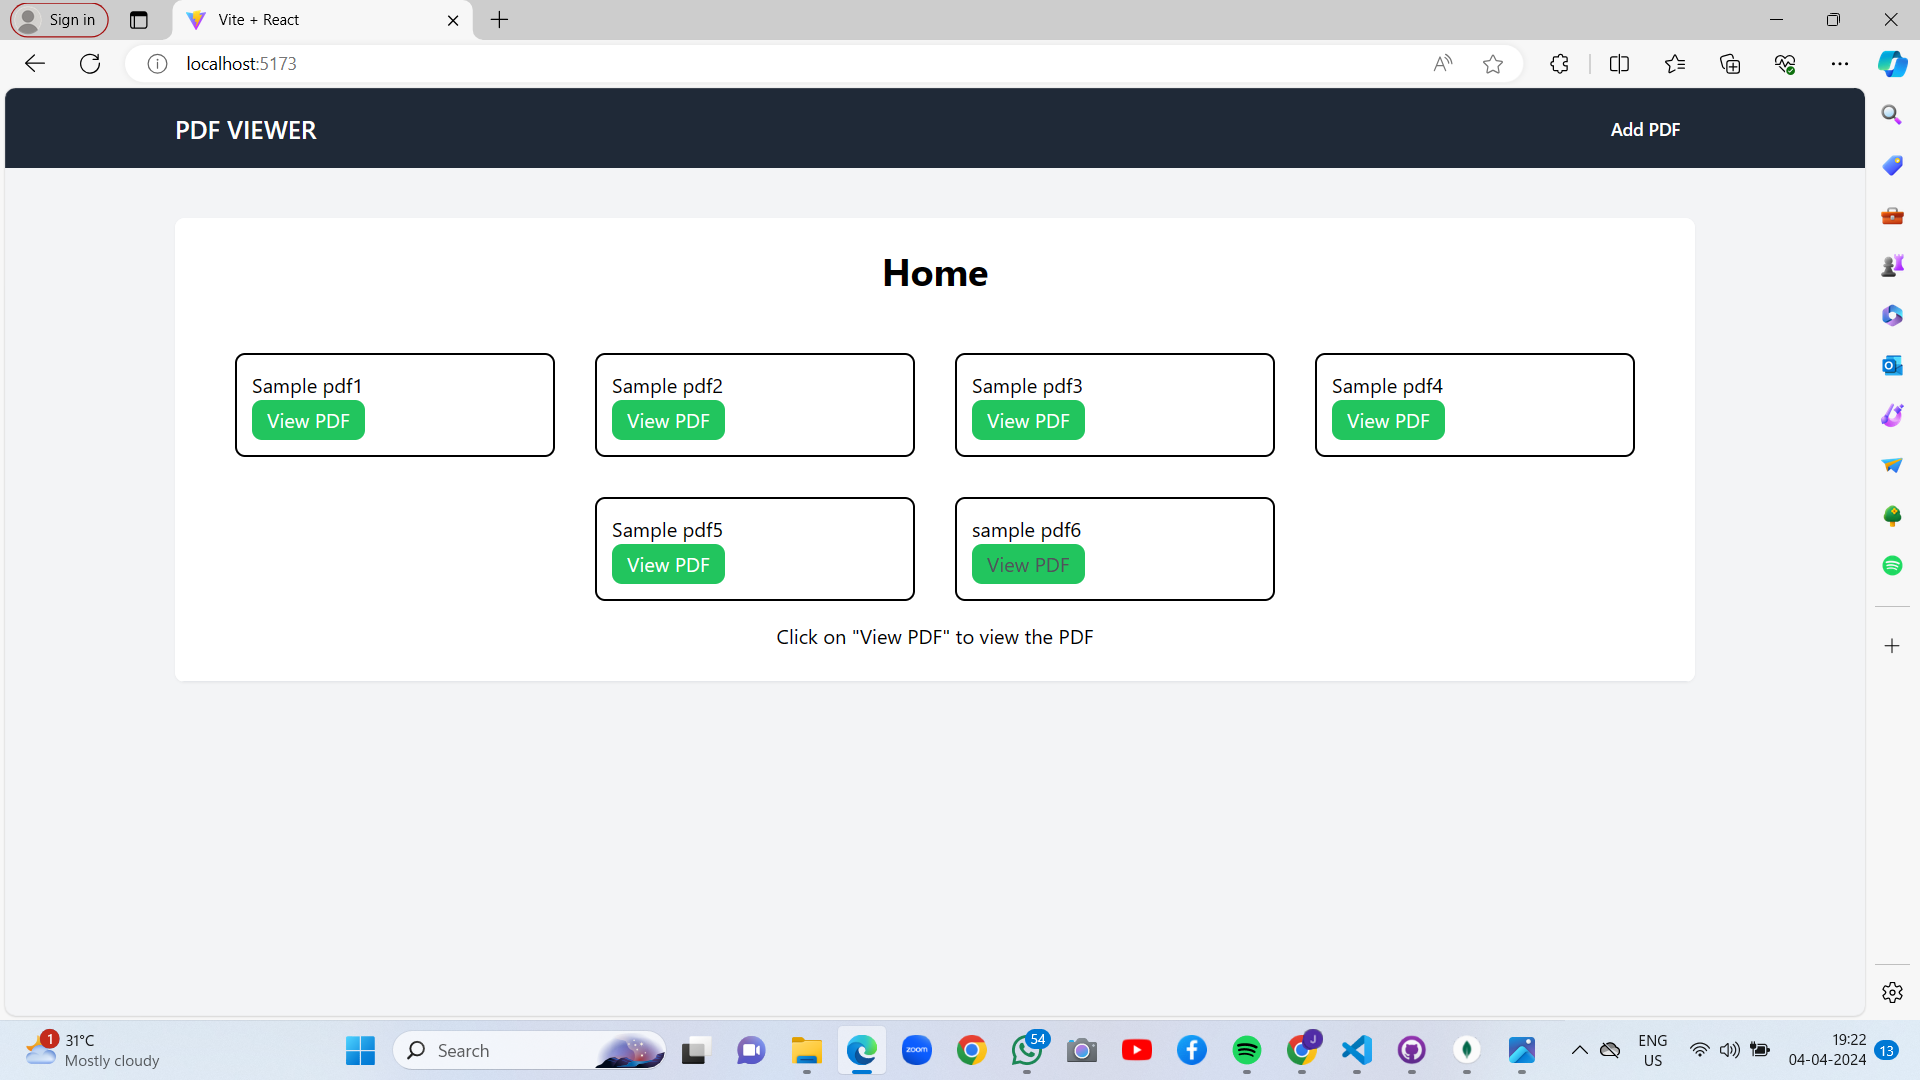 Sign in
Vite + React
localhost:5173
PDF VIEWER
Add PDF
Home
Sample pdf1
View PDF
Sample pdf2
View PDF
Sample pdf3
View PDF
Sample pdf4
View PDF
Sample pdf5
View PDF
sample pdf6
View PDF
Click on "View PDF" to view the PDF
1
31°C
Mostly cloudy
Search
zoom
54
J
ENG
US
19:22
04-04-2024
13